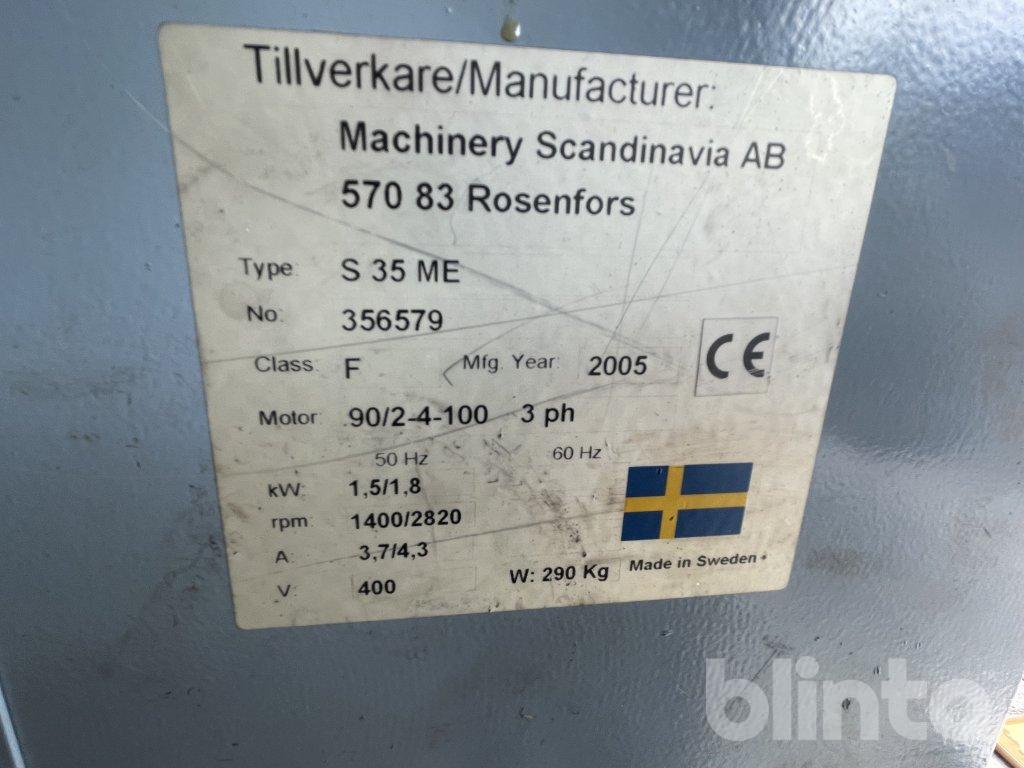 Tillverkare/Manufacturer:
Machinery Scandinavia AB
570 83 Rosenfors
Type: S 35 ME
No: 356579
Class: F Mfg. Year: 2005 CE
Motor: 90/2-4-100 3 ph
50 Hz 60 Hz
kW: 1,5/1,8
rpm: 1400/2820
A: 3,7/4,3
V: 400 W: 290 Kg Made in Sweden
blinto